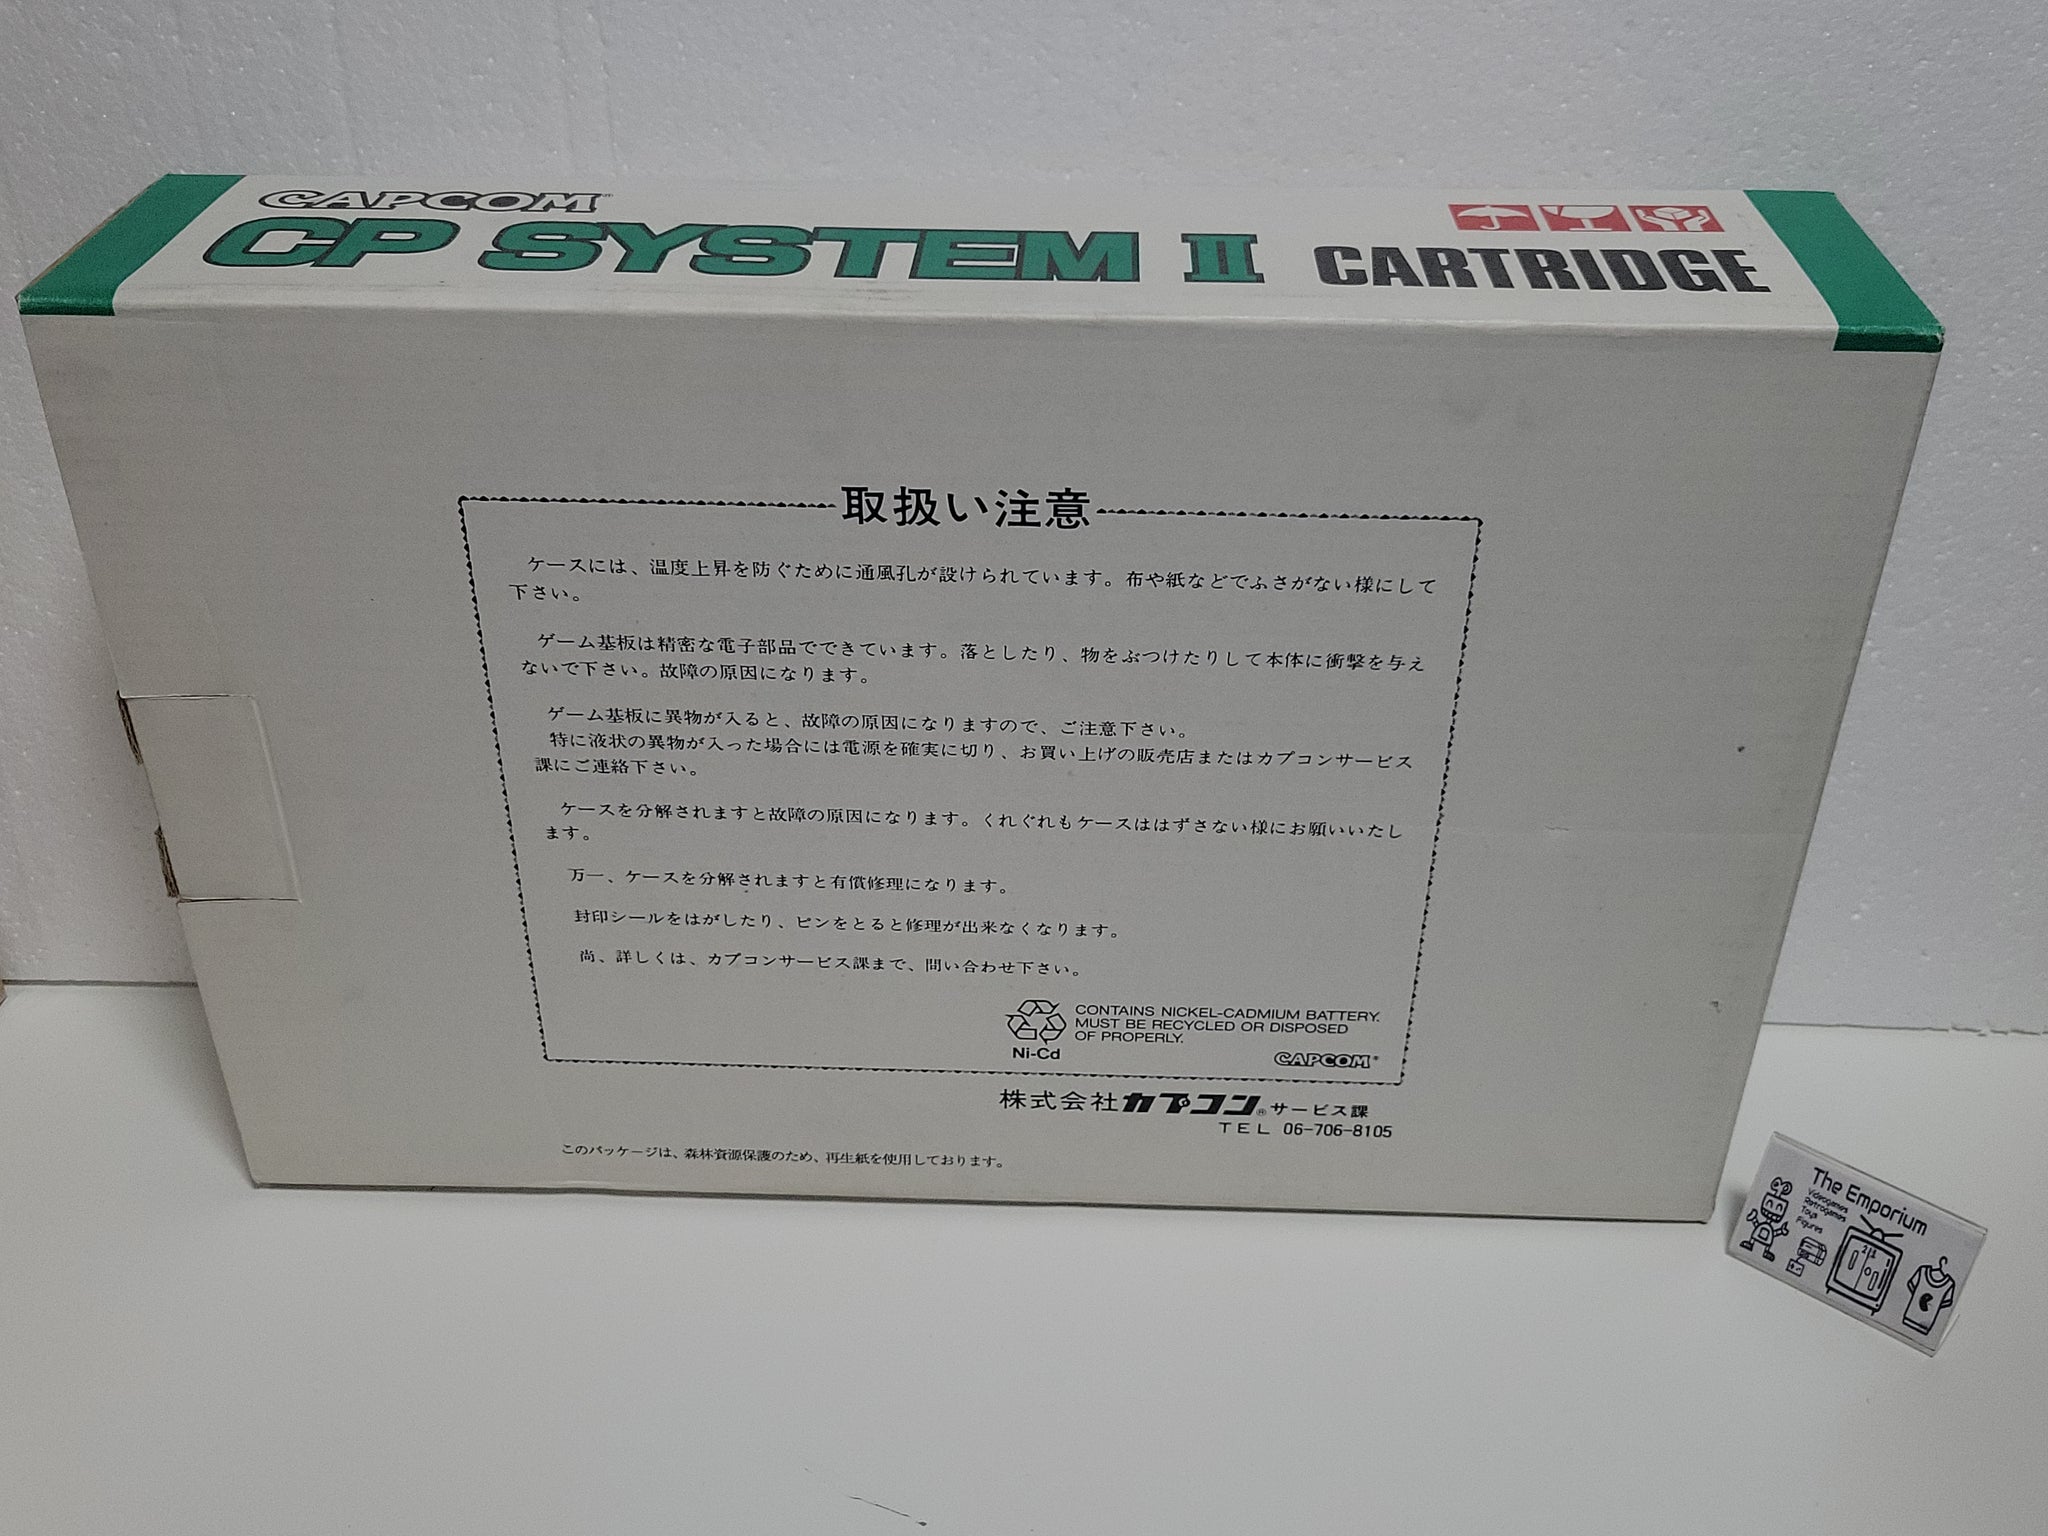 CAPCOM
CP SYSTEM II CARTRIDGE
取扱い注意
ケースには、温度上昇を防ぐために通風孔が設けられています。布や紙などでふさがない様にして
下さい。
ゲーム基板は精密な電子部品でできています。落としたり、物をぶつけたりして本体に衝撃を与え
ないで下さい。故障の原因になります。
ゲーム基板に異物が入ると、故障の原因になりますので、ご注意下さい。
特に液状の異物が入った場合には電源を確実に切り、お買い上げの販売店またはカプコンサービス
課にご連絡下さい。
ケースを分解されますと故障の原因になります。くれぐれもケースははずさない様にお願いいたし
ます。
万一、ケースを分解されますと有償修理になります。
封印シールをはがしたり、ピンをとると修理が出来なくなります。
尚、詳しくは、カプコンサービス課まで、問い合わせ下さい。
CONTAINS NICKEL-CADMIUM BATTERY.
MUST BE RECYCLED OR DISPOSED
OF PROPERLY.
Ni-Cd
CAPCOM®
株式会社カプコン®サービス課
TEL 06-706-8105
このパッケージは、森林資源保護のため、再生紙を使用しております。
The Emporium
Videogames
Retrogames
Toys
Figures